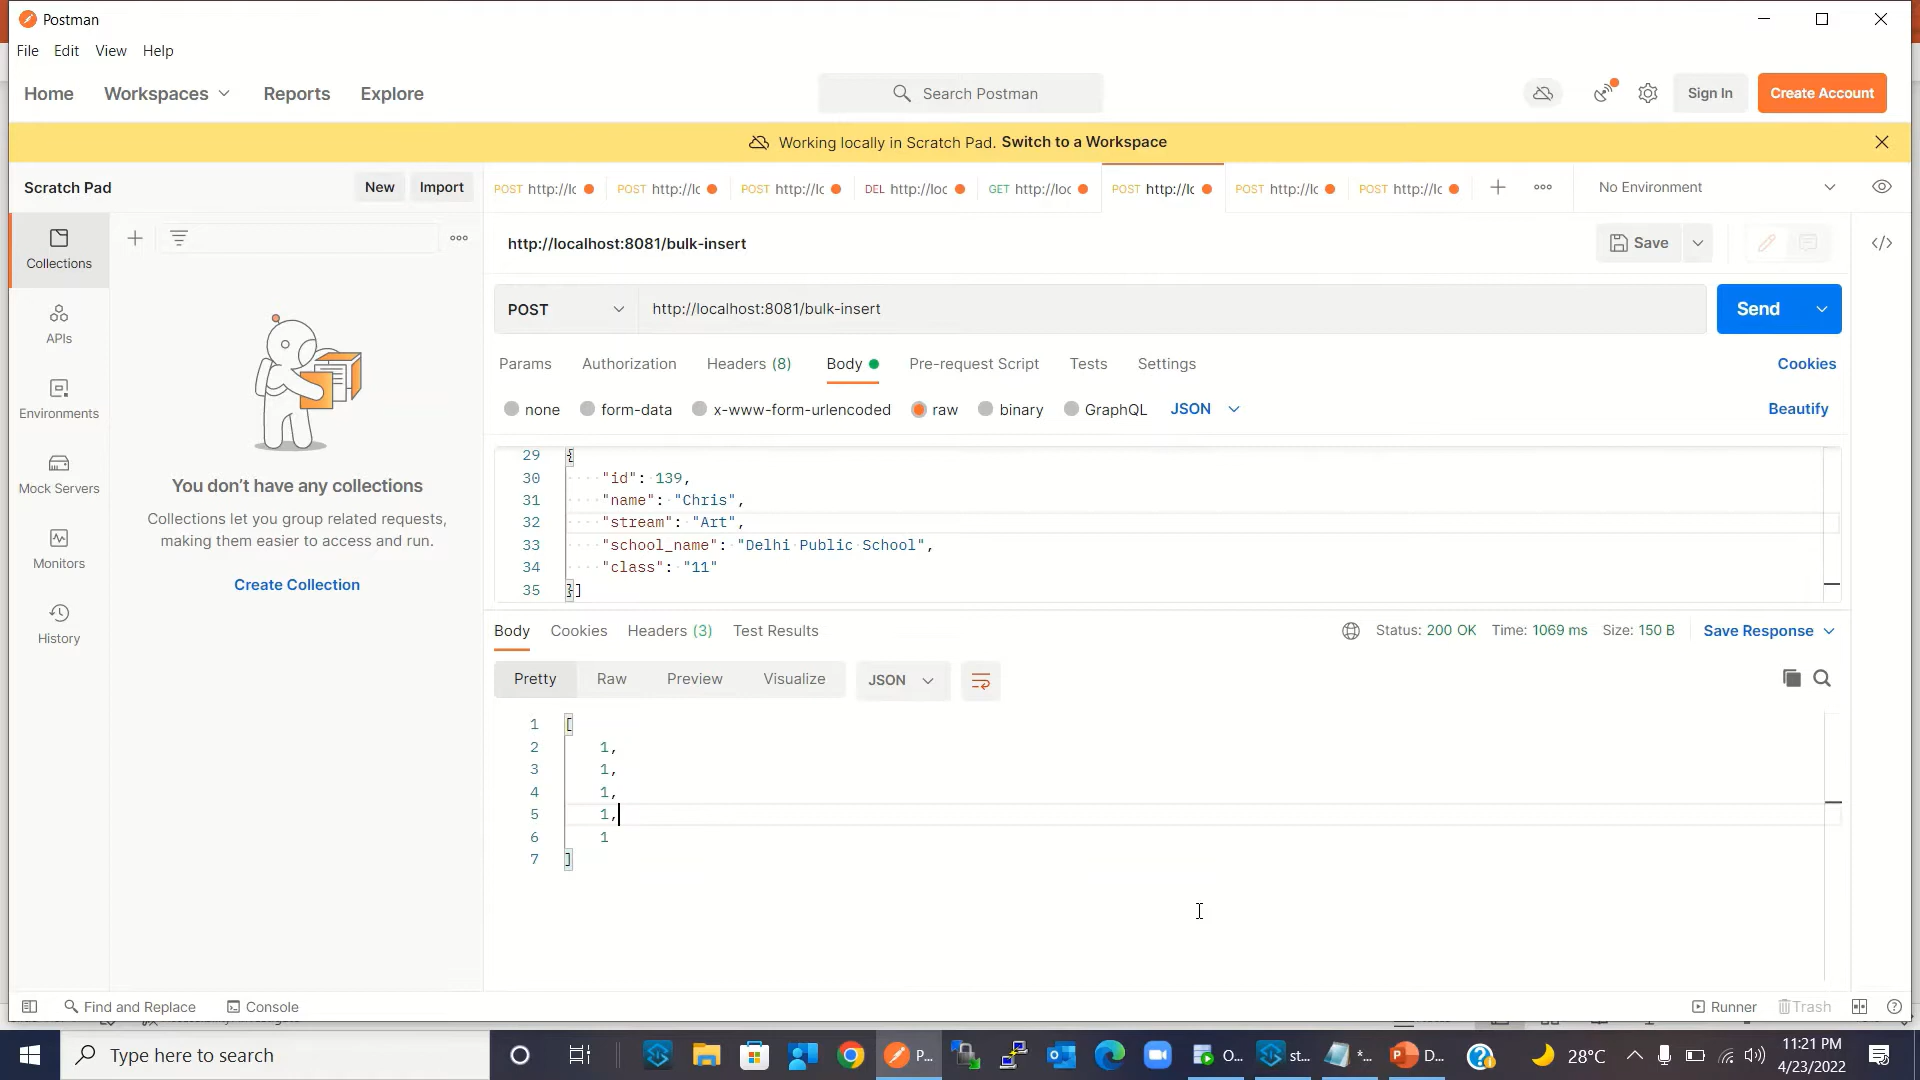 Postman
File Edit View Help
Home Workspaces Reports Explore Search Postman Sign In Create Account
Working locally in Scratch Pad. Switch to a Workspace
Scratch Pad New Import POST http://lc POST http://lc POST http://lc DEL http://loc GET http://loc POST http://lc POST http://lc POST http://lc No Environment
Collections
APIs
Environments
Mock Servers
Monitors
History
You don't have any collections
Collections let you group related requests,
making them easier to access and run.
Create Collection
http://localhost:8081/bulk-insert Save
POST http://localhost:8081/bulk-insert Send
Params Authorization Headers (8) Body Pre-request Script Tests Settings Cookies
none form-data x-www-form-urlencoded raw binary GraphQL JSON Beautify
29 {
30 "id": 139,
31 "name": "Chris",
32 "stream": "Art",
33 "school_name": "Delhi Public School",
34 "class": "11"
35 }]
Body Cookies Headers (3) Test Results Status: 200 OK Time: 1069 ms Size: 150 B Save Response
Pretty Raw Preview Visualize JSON
1 [
2 1,
3 1,
4 1,
5 1,
6 1
7 ]
Find and Replace Console Runner Trash
Type here to search P... O... st... *... D... 28°C 11:21 PM
4/23/2022